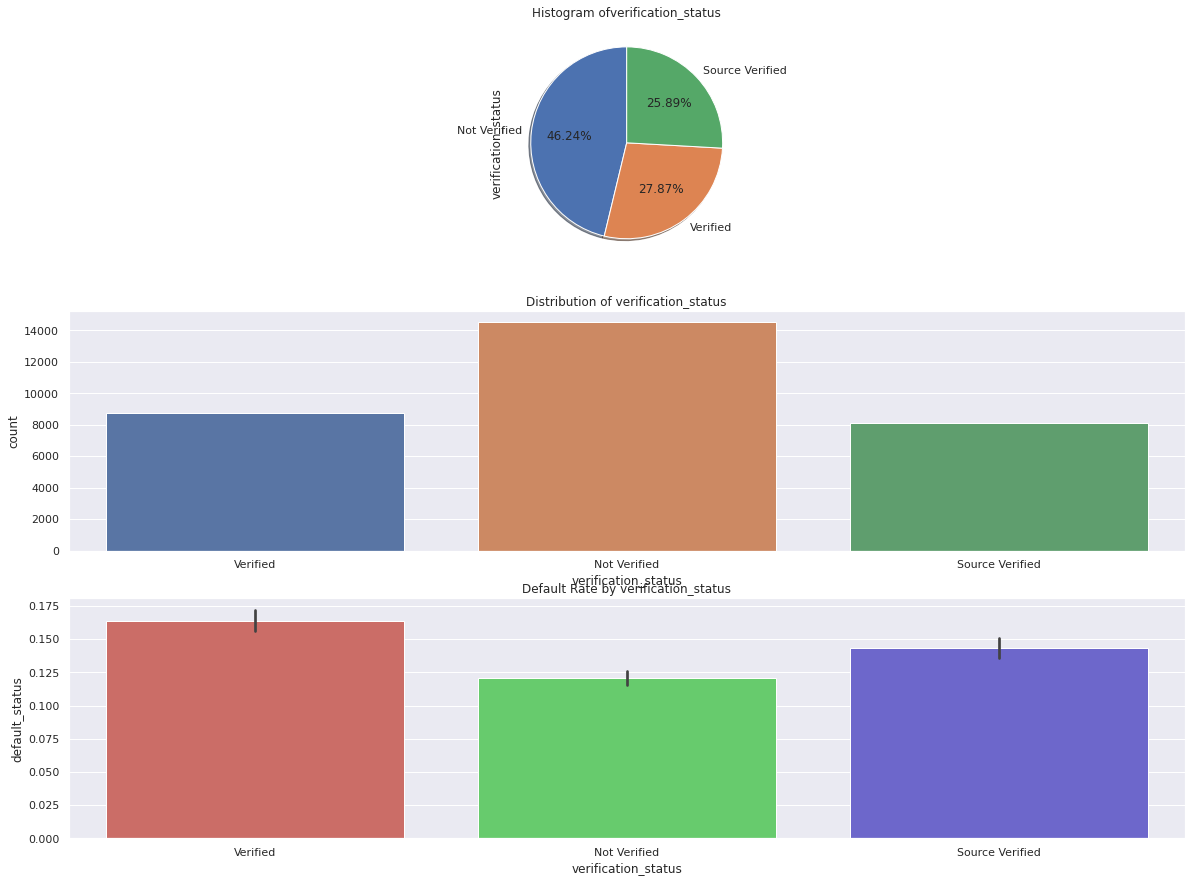 Histogram ofverification_status
Source Verified
25.89%
verification_status
Not Verified
46.24%
27.87%
Verified
Distribution of verification_status
14000
12000
10000
8000
6000
4000
2000
0
count
Verified
Not Verified
Source Verified
verification_status
Default Rate by verification_status
0.175
0.150
0.125
0.100
0.075
0.050
0.025
0.000
default_status
Verified
Not Verified
Source Verified
verification_status